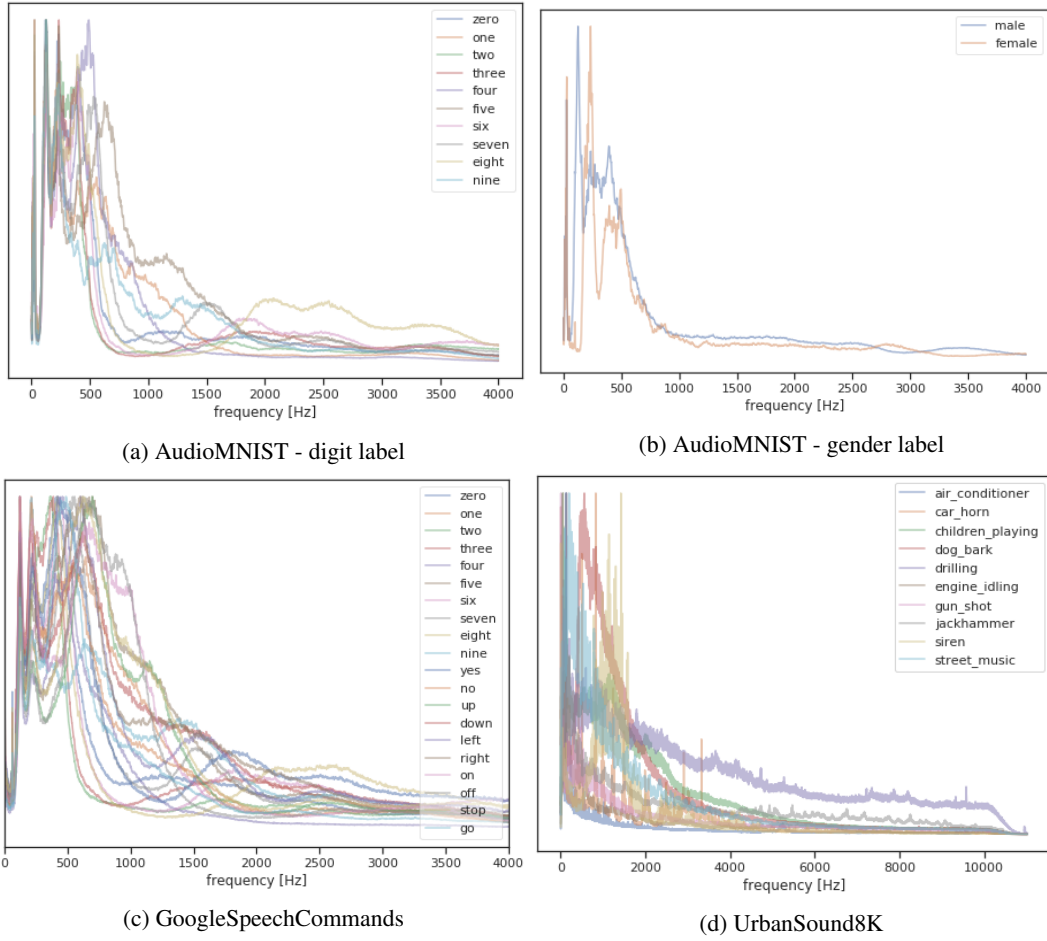 zero
one
two
three
four
five
six
seven
eight
nine
0 500 1000 1500 2000 2500 3000 3500 4000
frequency [Hz]
(a) AudioMNIST - digit label
male
female
0 500 1000 1500 2000 2500 3000 3500 4000
frequency [Hz]
(b) AudioMNIST - gender label
zero
one
two
three
four
five
six
seven
eight
nine
yes
no
up
down
left
right
on
off
stop
go
0 500 1000 1500 2000 2500 3000 3500 4000
frequency [Hz]
(c) GoogleSpeechCommands
air_conditioner
car_horn
children_playing
dog_bark
drilling
engine_idling
gun_shot
jackhammer
siren
street_music
0 2000 4000 6000 8000 10000
frequency [Hz]
(d) UrbanSound8K